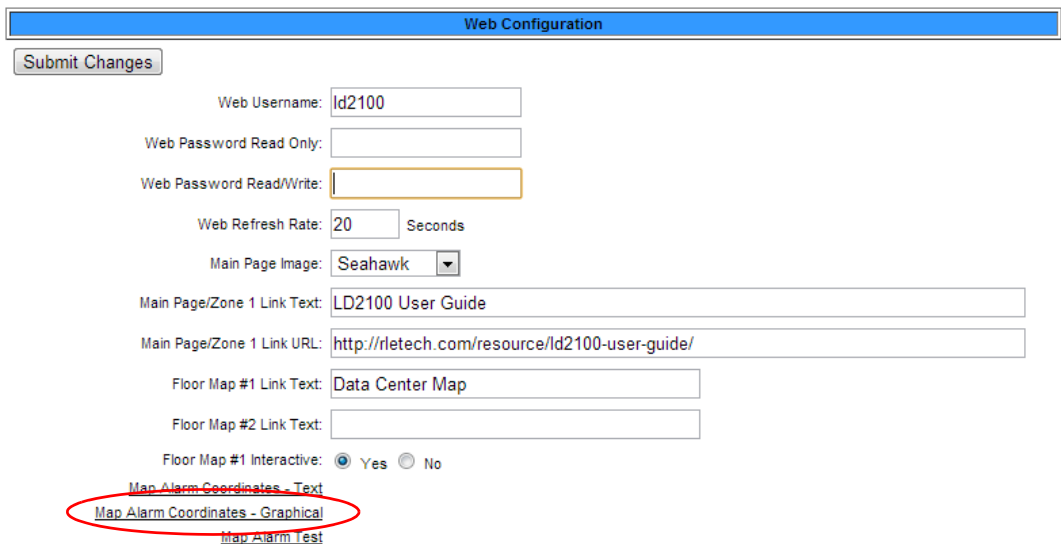 Web Configuration
Submit Changes
Web Username: ld2100
Web Password Read Only:
Web Password Read/Write:
Web Refresh Rate: 20 Seconds
Main Page Image: Seahawk
Main Page/Zone 1 Link Text: LD2100 User Guide
Main Page/Zone 1 Link URL: http://rletech.com/resource/ld2100-user-guide/
Floor Map #1 Link Text: Data Center Map
Floor Map #2 Link Text:
Floor Map #1 Interactive: Yes No
Map Alarm Coordinates - Text
Map Alarm Coordinates - Graphical
Map Alarm Test